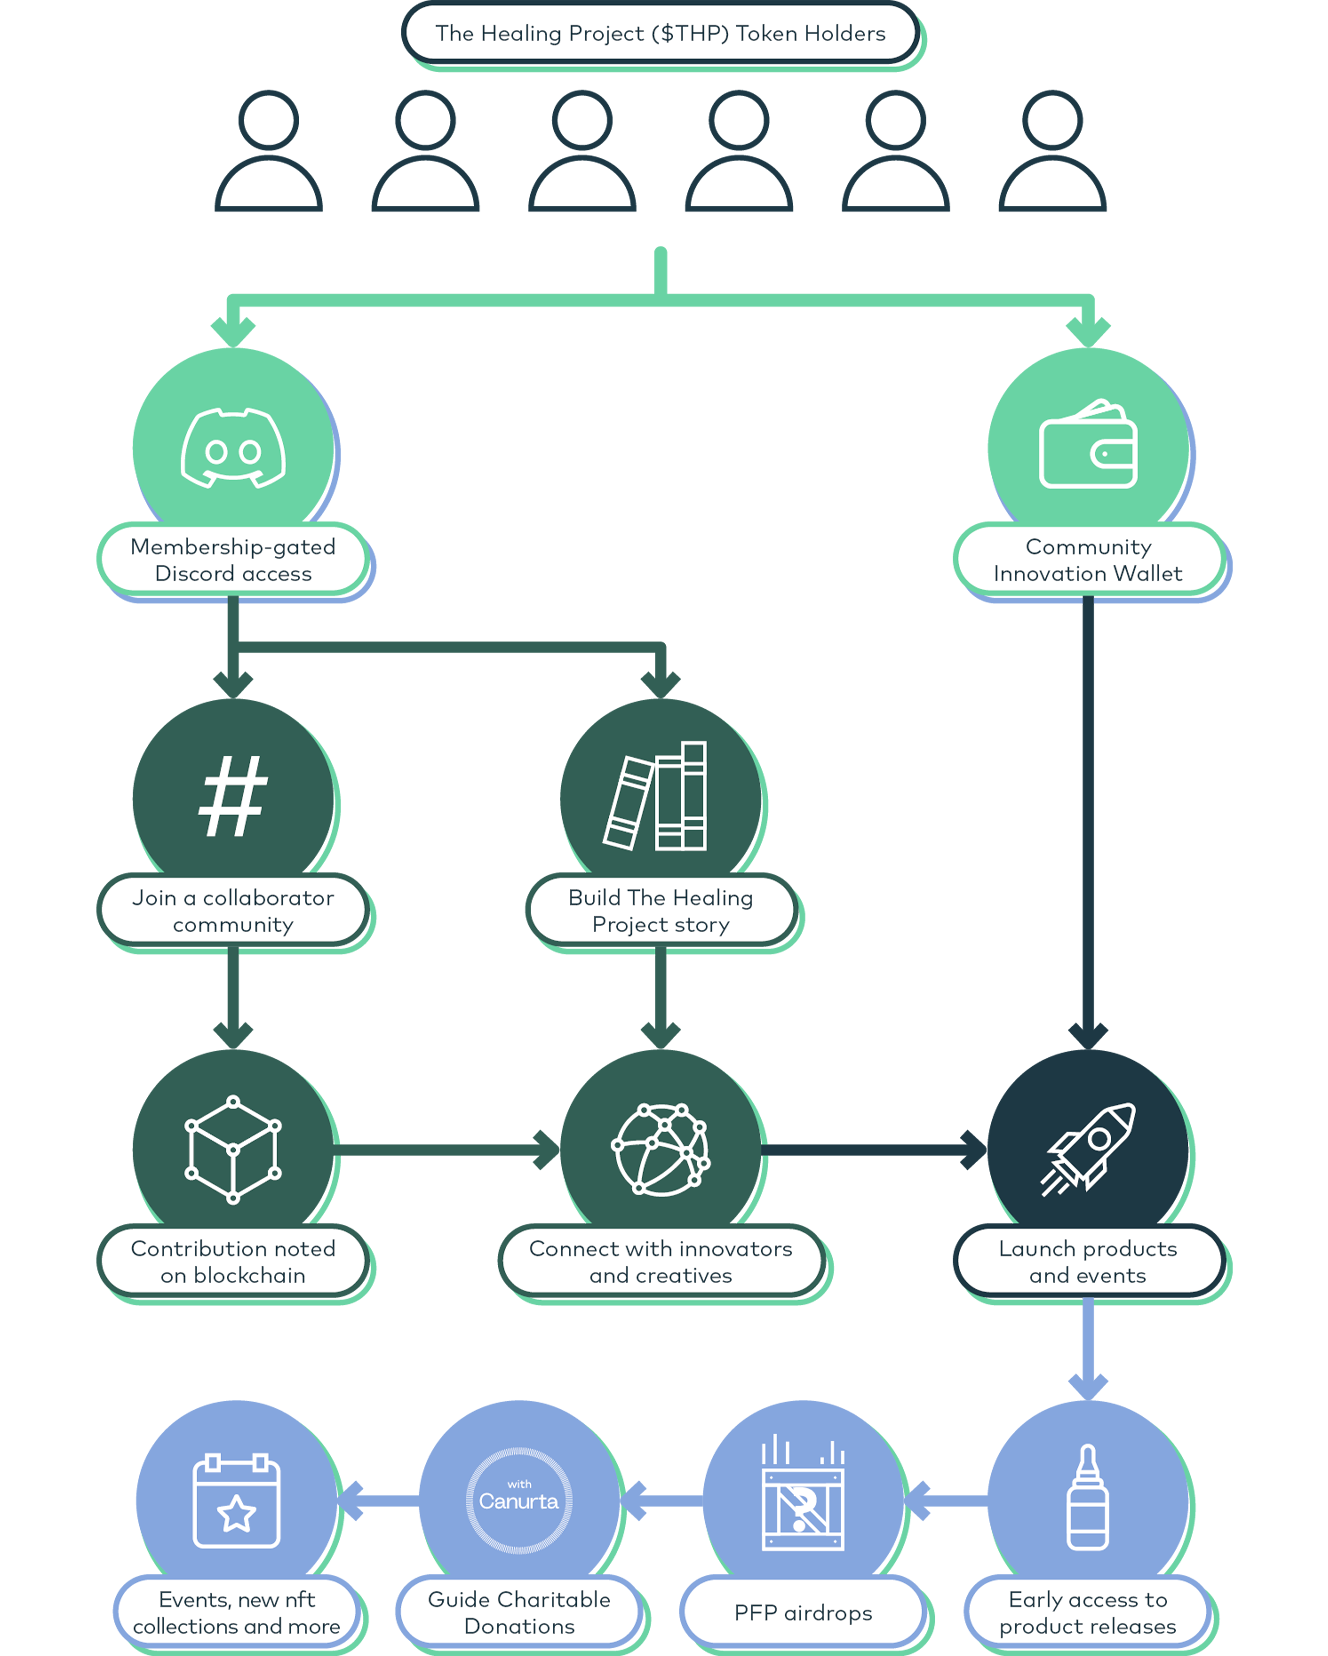 The Healing Project ($THP) Token Holders
Membership-gated
Discord access
Community
Innovation Wallet
#
Join a collaborator
community
Build The Healing
Project story
Contribution noted
on blockchain
Connect with innovators
and creatives
Launch products
and events
with
Canurta
?
Events, new nft
collections and more
Guide Charitable
Donations
PFP airdrops
Early access to
product releases